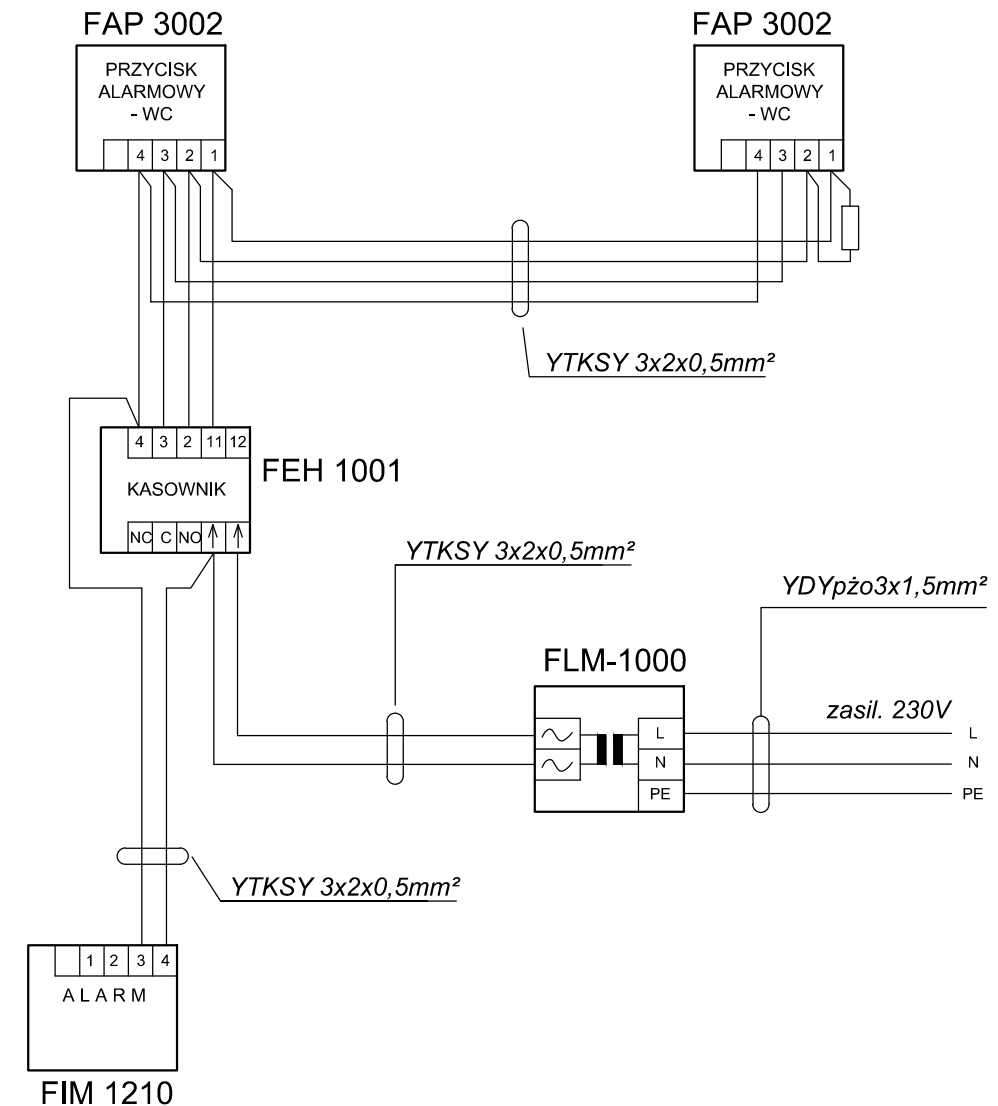 FAP 3002
PRZYCISK
ALARMOWY
- WC
4 3 2 1
FAP 3002
PRZYCISK
ALARMOWY
- WC
4 3 2 1
YTKSY 3x2x0,5mm²
4 3 2 11 12
KASOWNIK
NC C NO
FEH 1001
YTKSY 3x2x0,5mm²
YDYpżo3x1,5mm²
FLM-1000
L
N
PE
zasil. 230V
L
N
PE
YTKSY 3x2x0,5mm²
1 2 3 4
ALARM
FIM 1210